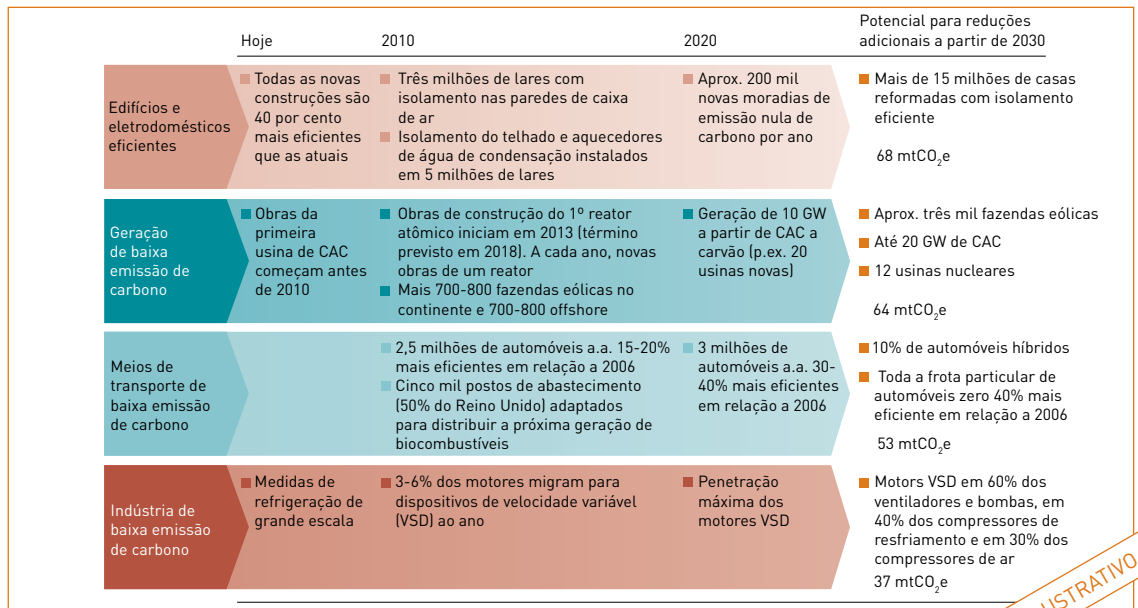 Hoje
2010
2020
Potencial para reduções
adicionais a partir de 2030
Edifícios e
eletrodomésticos
eficientes
Todas as novas
construções são
40 por cento
mais eficientes
que as atuais
Três milhões de lares com
isolamento nas paredes de caixa
de ar
Isolamento do telhado e aquecedores
de água de condensação instalados
em 5 milhões de lares
Aprox. 200 mil
novas moradias de
emissão nula de
carbono por ano
Mais de 15 milhões de casas
reformadas com isolamento
eficiente
68 mtCO₂e
Geração
de baixa
emissão de
carbono
Obras da
primeira
usina de CAC
começam antes
de 2010
Obras de construção do 1º reator
atômico iniciam em 2013 (término
previsto em 2018). A cada ano, novas
obras de um reator
Mais 700-800 fazendas eólicas no
continente e 700-800 offshore
Geração de 10 GW
a partir de CAC a
carvão (p.ex. 20
usinas novas)
Aprox. três mil fazendas eólicas
Até 20 GW de CAC
12 usinas nucleares
64 mtCO₂e
Meios de
transporte de
baixa emissão
de carbono
2,5 milhões de automóveis a.a. 15-20%
mais eficientes em relação a 2006
Cinco mil postos de abastecimento
(50% do Reino Unido) adaptados
para distribuir a próxima geração de
biocombustíveis
3 milhões de
automóveis a.a. 30-
40% mais eficientes
em relação a 2006
10% de automóveis híbridos
Toda a frota particular de
automóveis zero 40% mais
eficiente em relação a 2006
53 mtCO₂e
Indústria de
baixa emissão
de carbono
Medidas de
refrigeração de
grande escala
3-6% dos motores migram para
dispositivos de velocidade variável
(VSD) ao ano
Penetração
máxima dos
motores VSD
Motors VSD em 60% dos
ventiladores e bombas, em
40% dos compressores de
resfriamento e em 30% dos
compressores de ar
37 mtCO₂e
USTRATIVO